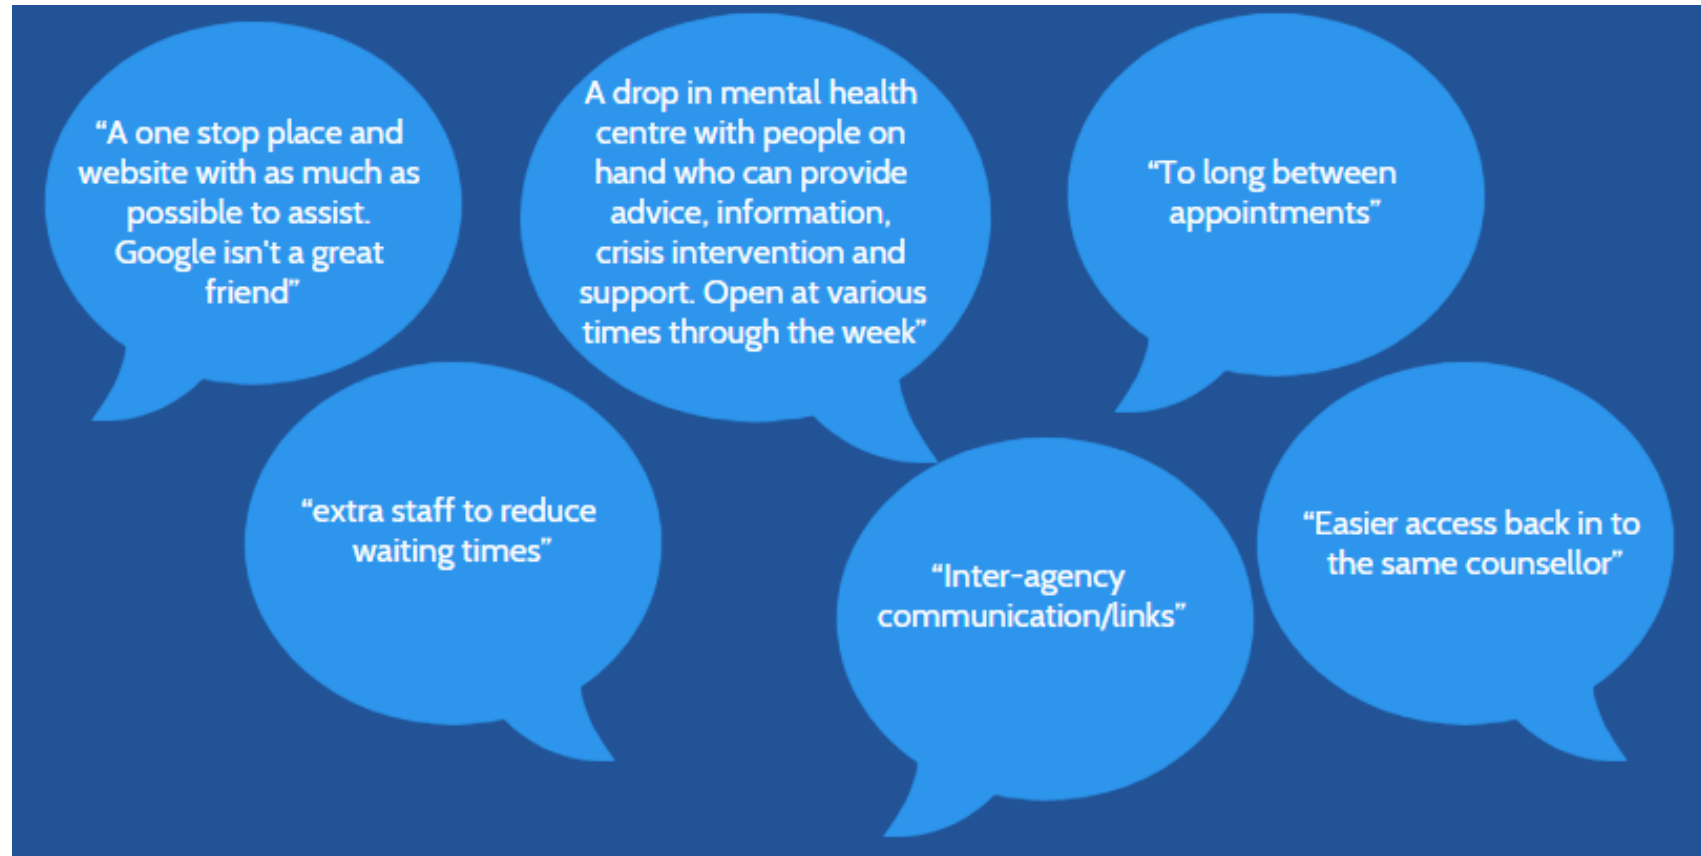 “A one stop place and
website with as much as
possible to assist.
Google isn't a great
friend”
A drop in mental health
centre with people on
hand who can provide
advice, information,
crisis intervention and
support. Open at various
times through the week”
“To long between
appointments”
“extra staff to reduce
waiting times”
“Inter-agency
communication/links”
“Easier access back in to
the same counsellor”